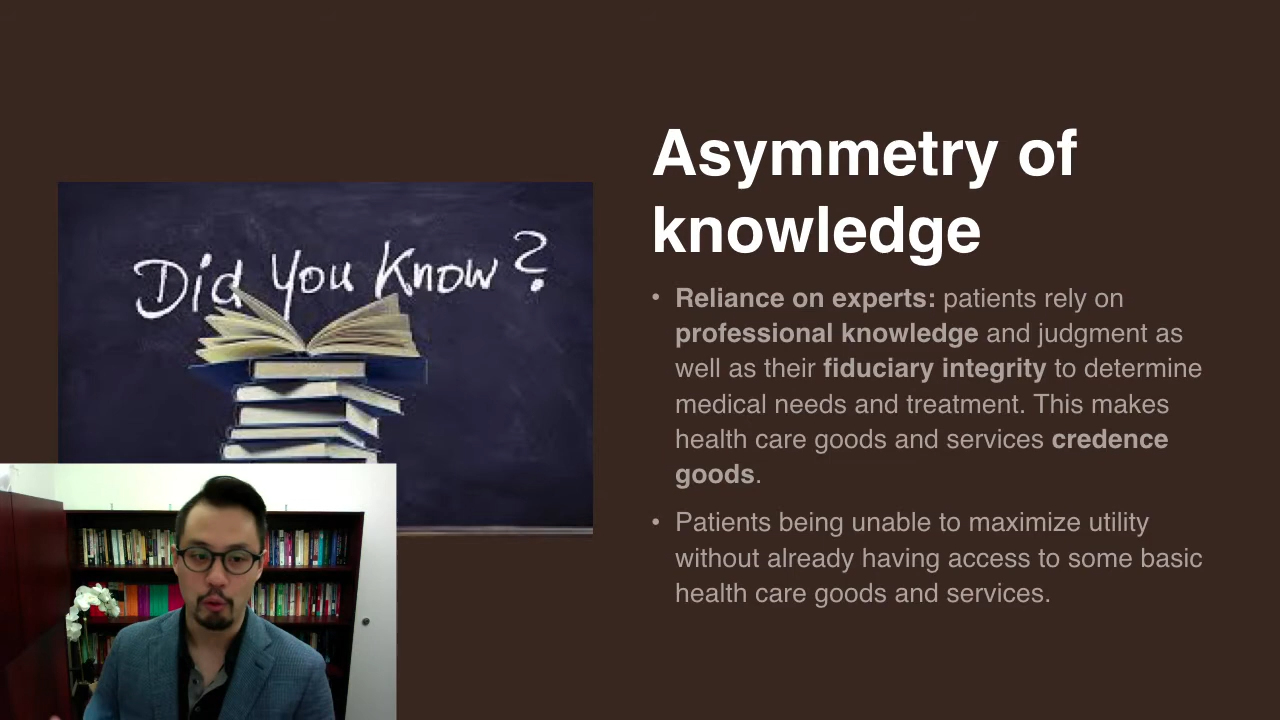 Did You Know?
Asymmetry of
knowledge
• Reliance on experts: patients rely on
professional knowledge and judgment as
well as their fiduciary integrity to determine
medical needs and treatment. This makes
health care goods and services credence
goods.
• Patients being unable to maximize utility
without already having access to some basic
health care goods and services.